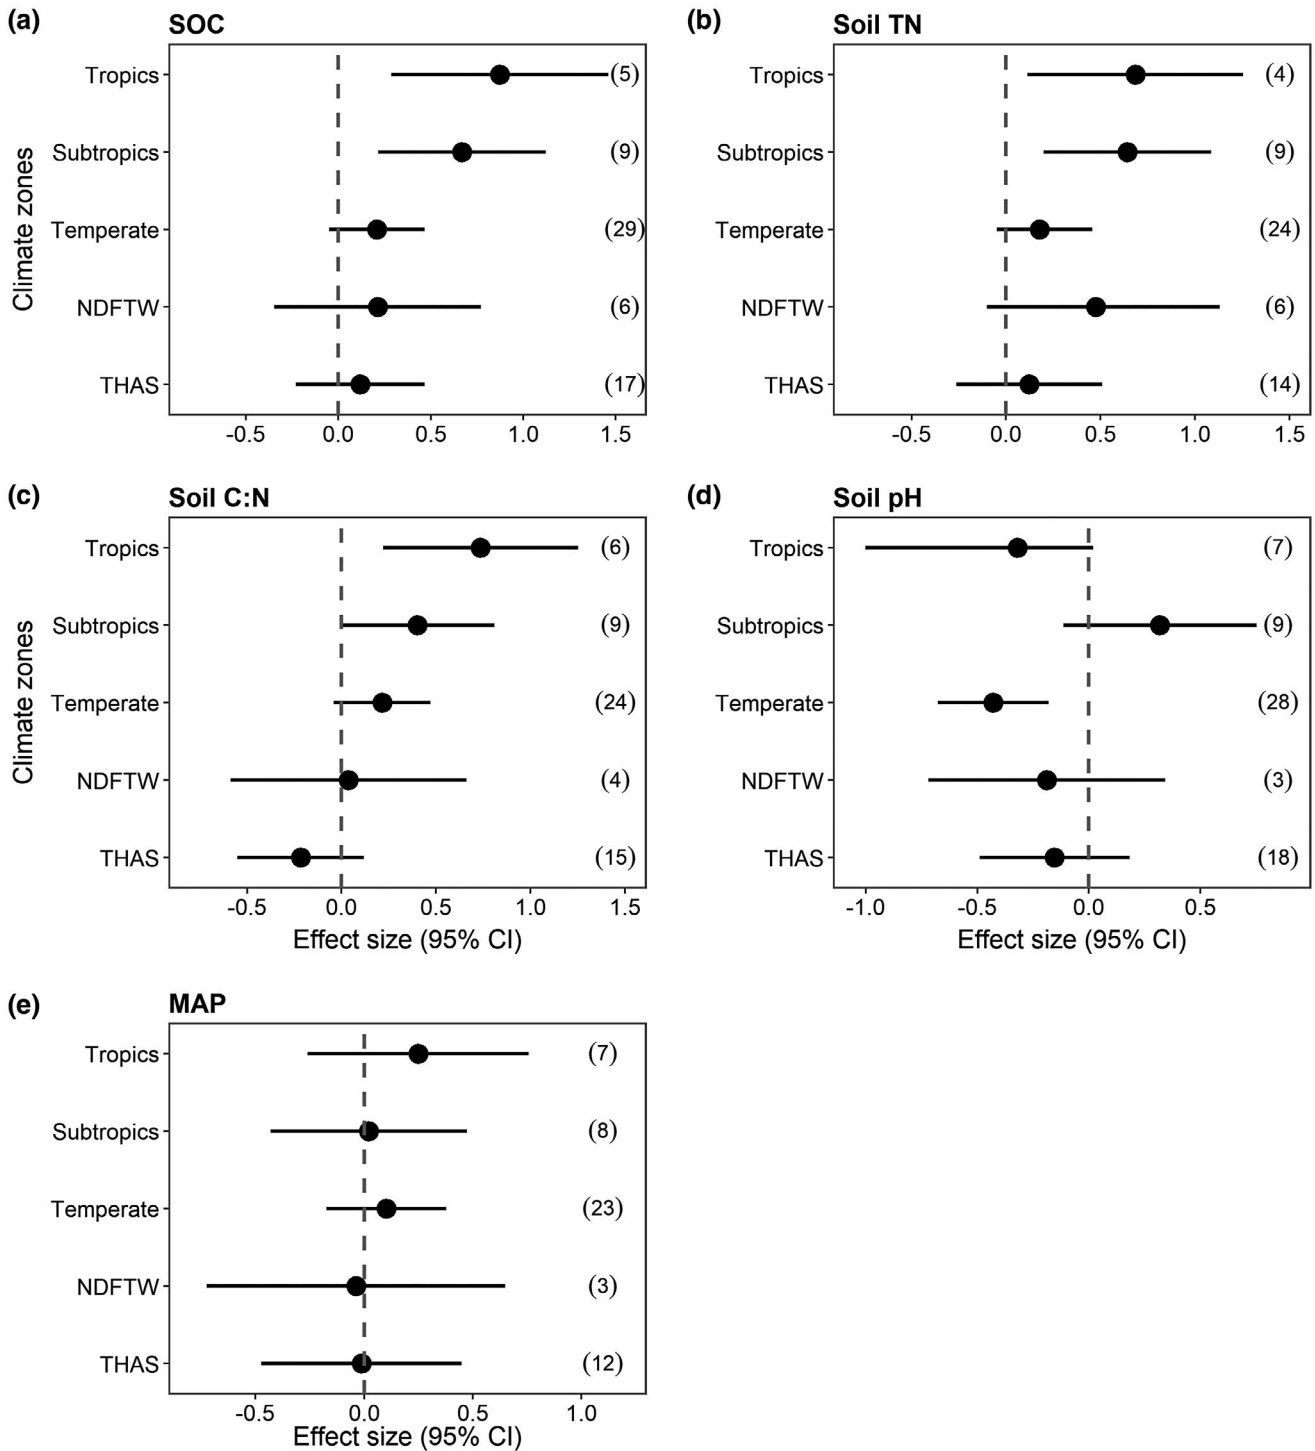 (a) SOC
Climate zones
Tropics (5)
Subtropics (9)
Temperate (29)
NDFTW (6)
THAS (17)
-0.5 0.0 0.5 1.0 1.5
(b) Soil TN
Tropics (4)
Subtropics (9)
Temperate (24)
NDFTW (6)
THAS (14)
-0.5 0.0 0.5 1.0 1.5
(c) Soil C:N
Climate zones
Tropics (6)
Subtropics (9)
Temperate (24)
NDFTW (4)
THAS (15)
-0.5 0.0 0.5 1.0 1.5
Effect size (95% CI)
(d) Soil pH
Tropics (7)
Subtropics (9)
Temperate (28)
NDFTW (3)
THAS (18)
-1.0 -0.5 0.0 0.5
Effect size (95% CI)
(e) MAP
Tropics (7)
Subtropics (8)
Temperate (23)
NDFTW (3)
THAS (12)
-0.5 0.0 0.5 1.0
Effect size (95% CI)